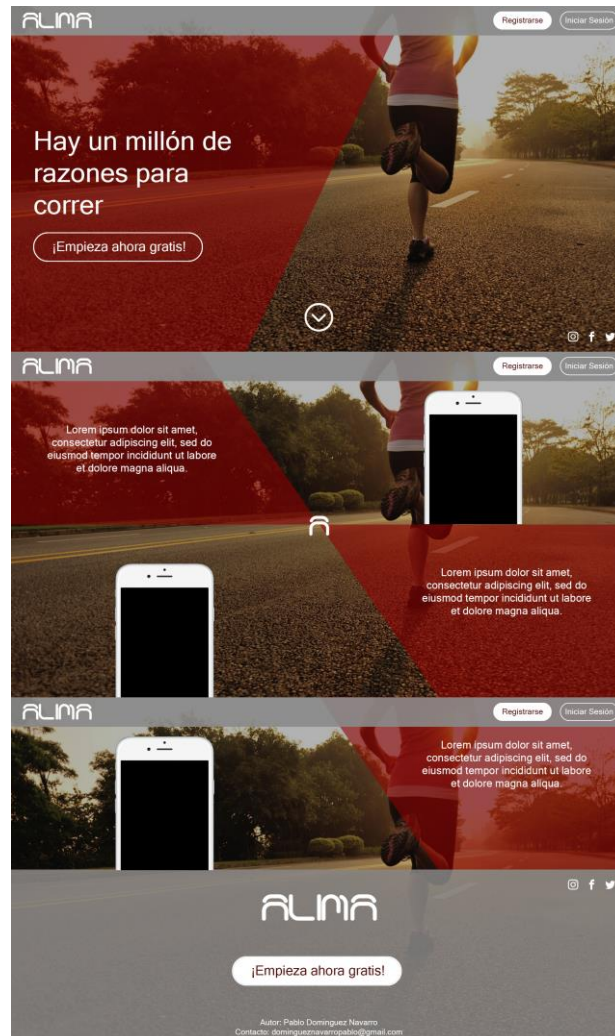 ALIMA
Registrarse
Iniciar Sesión
Hay un millón de
razones para
correr
¡Empieza ahora gratis!
ALIMA
Registrarse
Iniciar Sesión
Lorem ipsum dolor sit amet,
consectetur adipiscing elit, sed do
eiusmod tempor incididunt ut labore
et dolore magna aliqua.
Lorem ipsum dolor sit amet,
consectetur adipiscing elit, sed do
eiusmod tempor incididunt ut labore
et dolore magna aliqua.
ALIMA
Registrarse
Iniciar Sesión
Lorem ipsum dolor sit amet,
consectetur adipiscing elit, sed do
eiusmod tempor incididunt ut labore
et dolore magna aliqua.
ALIMA
¡Empieza ahora gratis!
Autor: Pablo Dominguez Navarro
Contacto: domingueznavarropablo@gmail.com